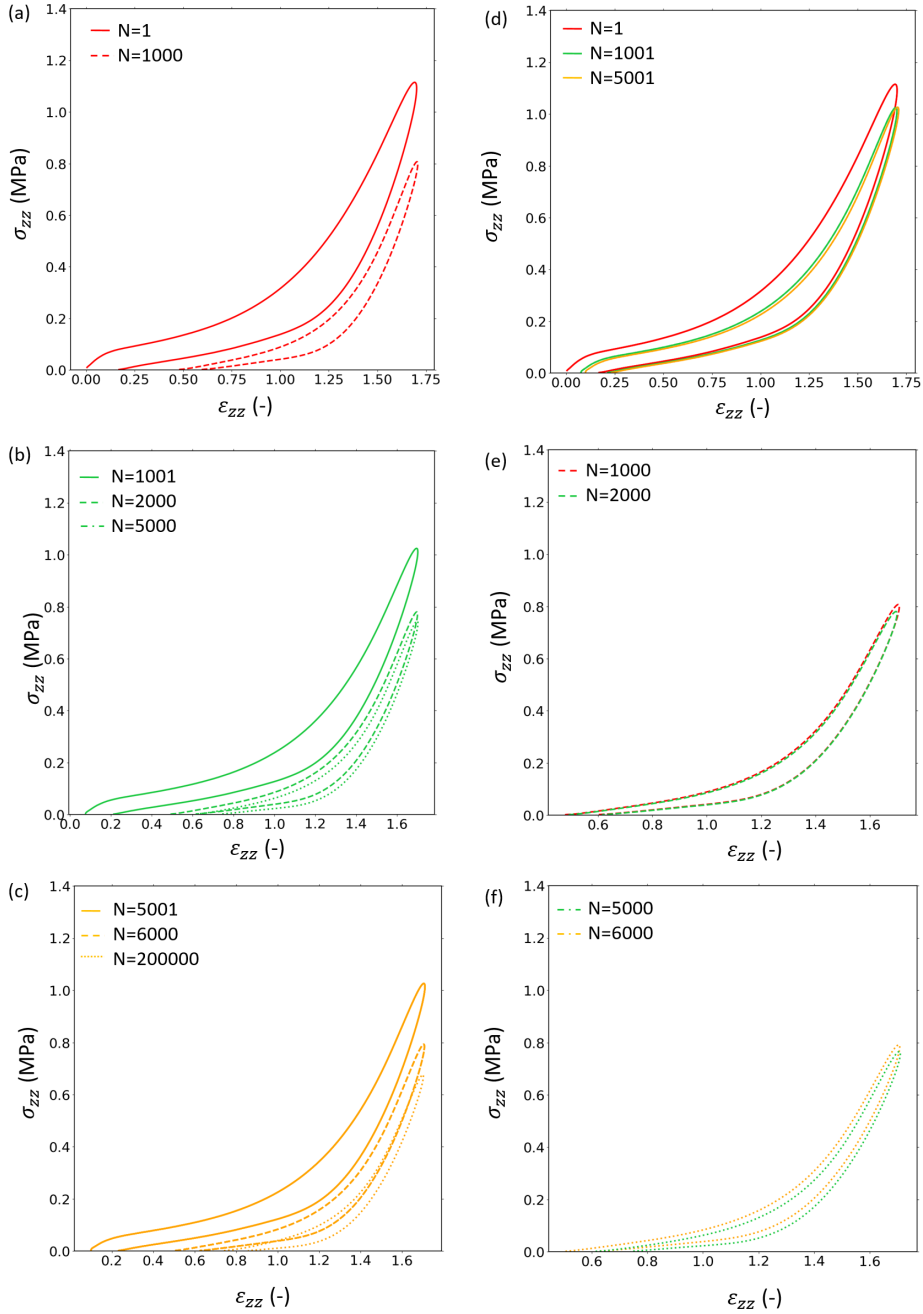 (a)
N=1
N=1000
1.4
1.2
1.0
0.8
0.6
0.4
0.2
0.0
σzz (MPa)
0.00 0.25 0.50 0.75 1.00 1.25 1.50 1.75
εzz (-)
(d)
N=1
N=1001
N=5001
1.4
1.2
1.0
0.8
0.6
0.4
0.2
0.0
σzz (MPa)
0.00 0.25 0.50 0.75 1.00 1.25 1.50 1.75
εzz (-)
(b)
N=1001
N=2000
N=5000
1.4
1.2
1.0
0.8
0.6
0.4
0.2
0.0
σzz (MPa)
0.0 0.2 0.4 0.6 0.8 1.0 1.2 1.4 1.6
εzz (-)
(e)
N=1000
N=2000
1.4
1.2
1.0
0.8
0.6
0.4
0.2
0.0
σzz (MPa)
0.6 0.8 1.0 1.2 1.4 1.6
εzz (-)
(c)
N=5001
N=6000
N=200000
1.4
1.2
1.0
0.8
0.6
0.4
0.2
0.0
σzz (MPa)
0.2 0.4 0.6 0.8 1.0 1.2 1.4 1.6
εzz (-)
(f)
N=5000
N=6000
1.4
1.2
1.0
0.8
0.6
0.4
0.2
0.0
σzz (MPa)
0.6 0.8 1.0 1.2 1.4 1.6
εzz (-)